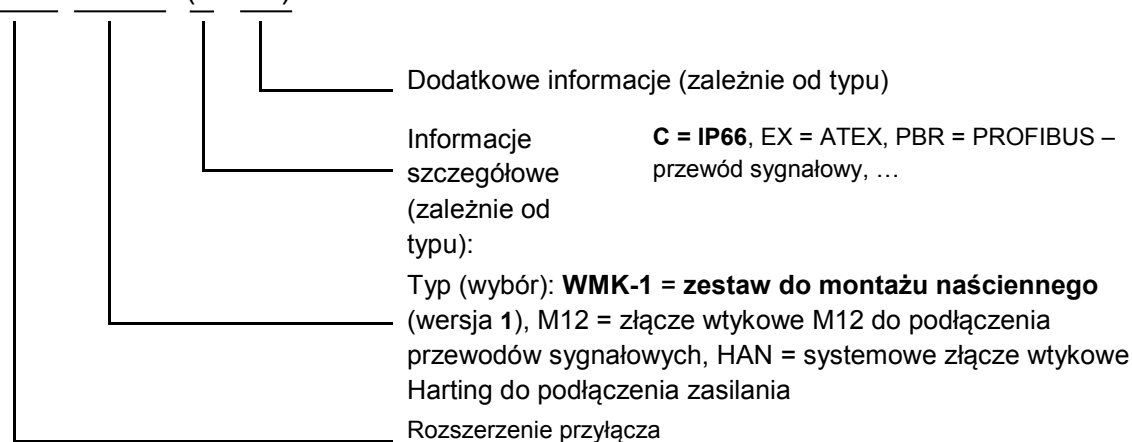 Dodatkowe informacje (zależnie od typu)
Informacje
szczegółowe
(zależnie od
typu):
C = IP66, EX = ATEX, PBR = PROFIBUS –
przewód sygnałowy, …
Typ (wybór): WMK-1 = zestaw do montażu naściennego
(wersja 1), M12 = złącze wtykowe M12 do podłączenia
przewodów sygnałowych, HAN = systemowe złącze wtykowe
Harting do podłączenia zasilania
Rozszerzenie przyłącza